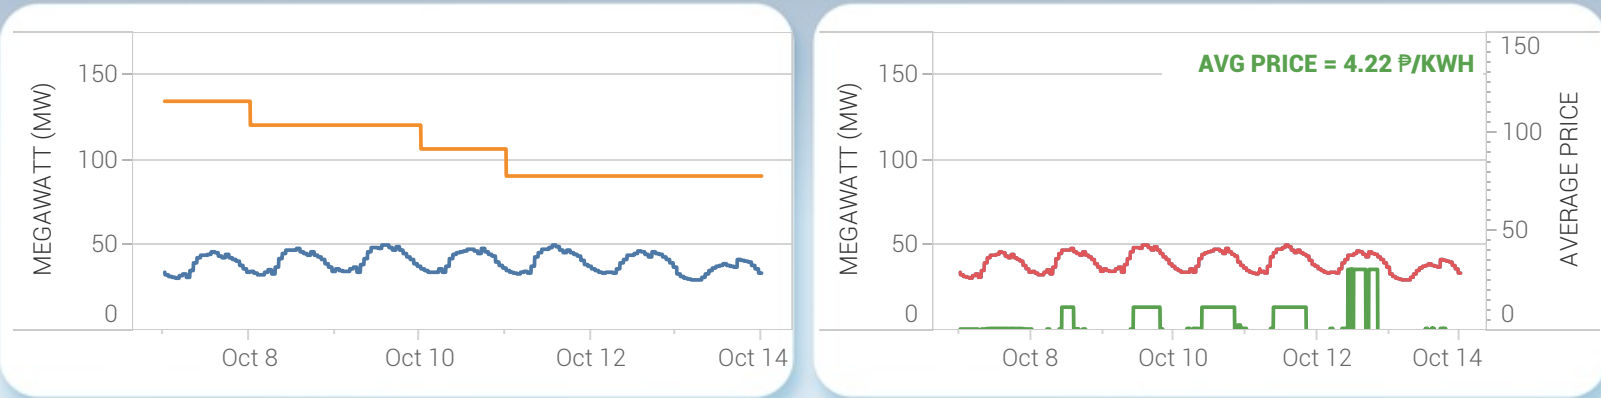 MEGAWATT (MW)
150
100
50
0
Oct 8
Oct 10
Oct 12
Oct 14
AVG PRICE = 4.22 ₱/KWH
MEGAWATT (MW)
150
100
50
0
150
100
50
0
AVERAGE PRICE
Oct 8
Oct 10
Oct 12
Oct 14